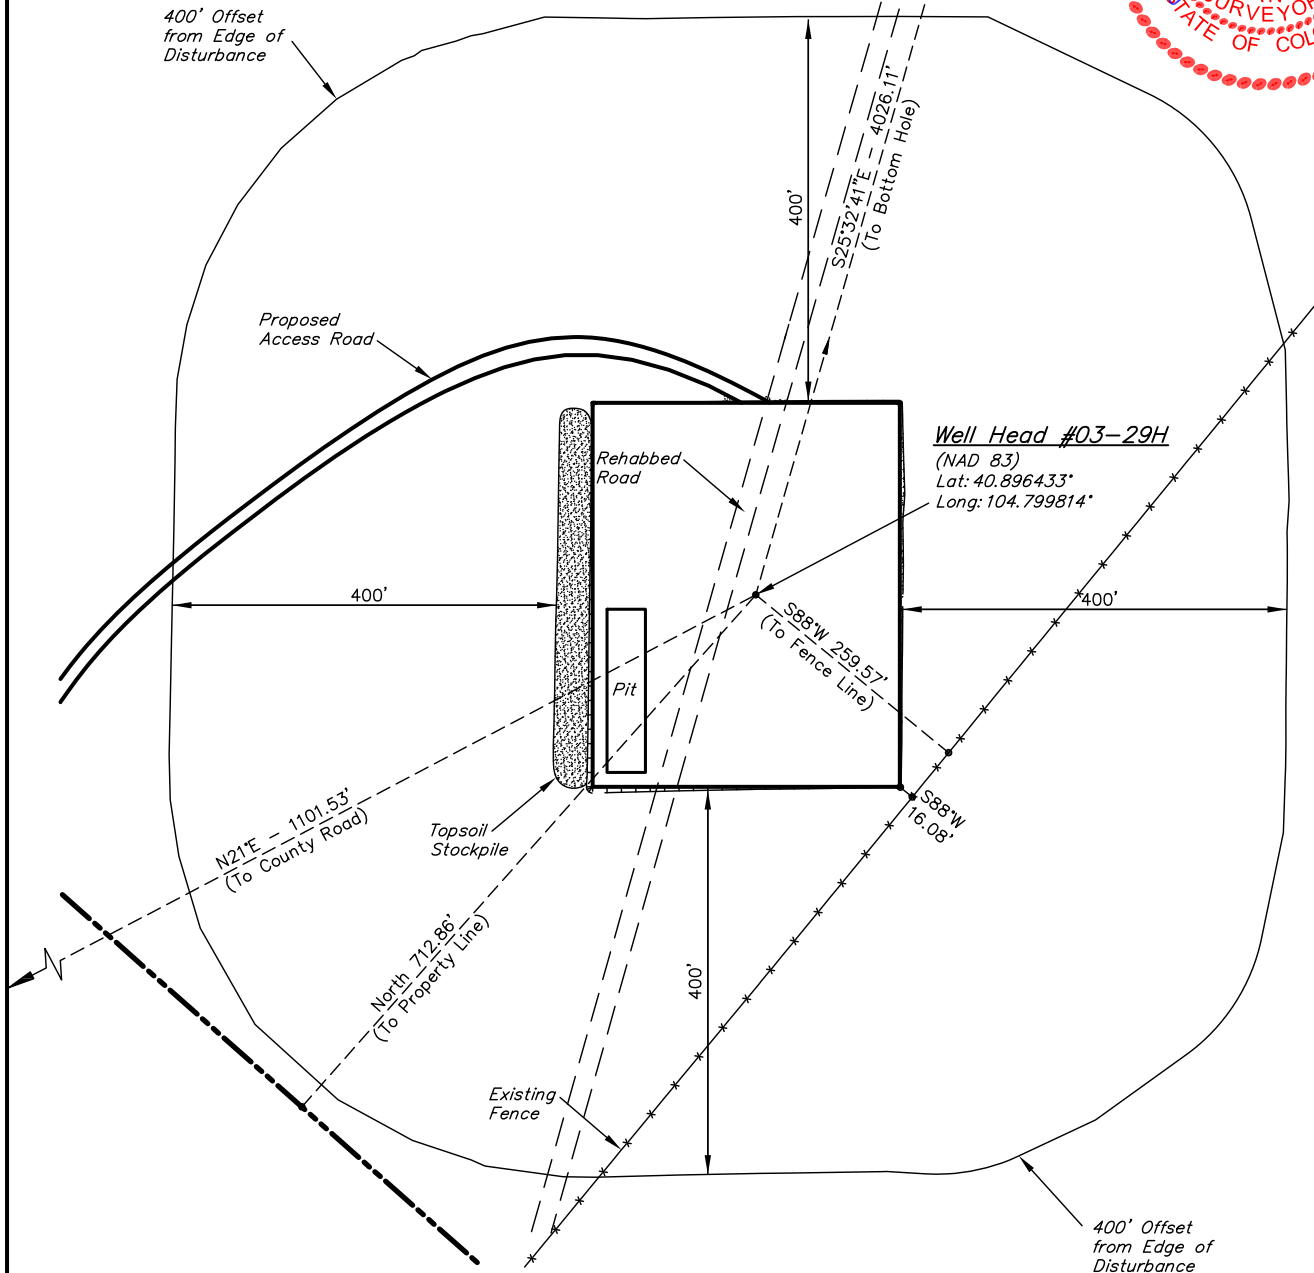 400' Offset
from Edge of
Disturbance
SURVEYOR
STATE OF COL
S25°32'41"E - 4026.11'
(To Bottom Hole)
400'
Proposed
Access Road
Well Head #03-29H
(NAD 83)
Lat: 40.896433°
Long: 104.799814°
Rehabbed
Road
400'
400'
S88°W 259.57'
(To Fence Line)
Pit
N21°E - 1101.53'
(To County Road)
Topsoil
Stockpile
S88°W
16.08'
North 712.86'
(To Property Line)
400'
Existing
Fence
400' Offset
from Edge of
Disturbance